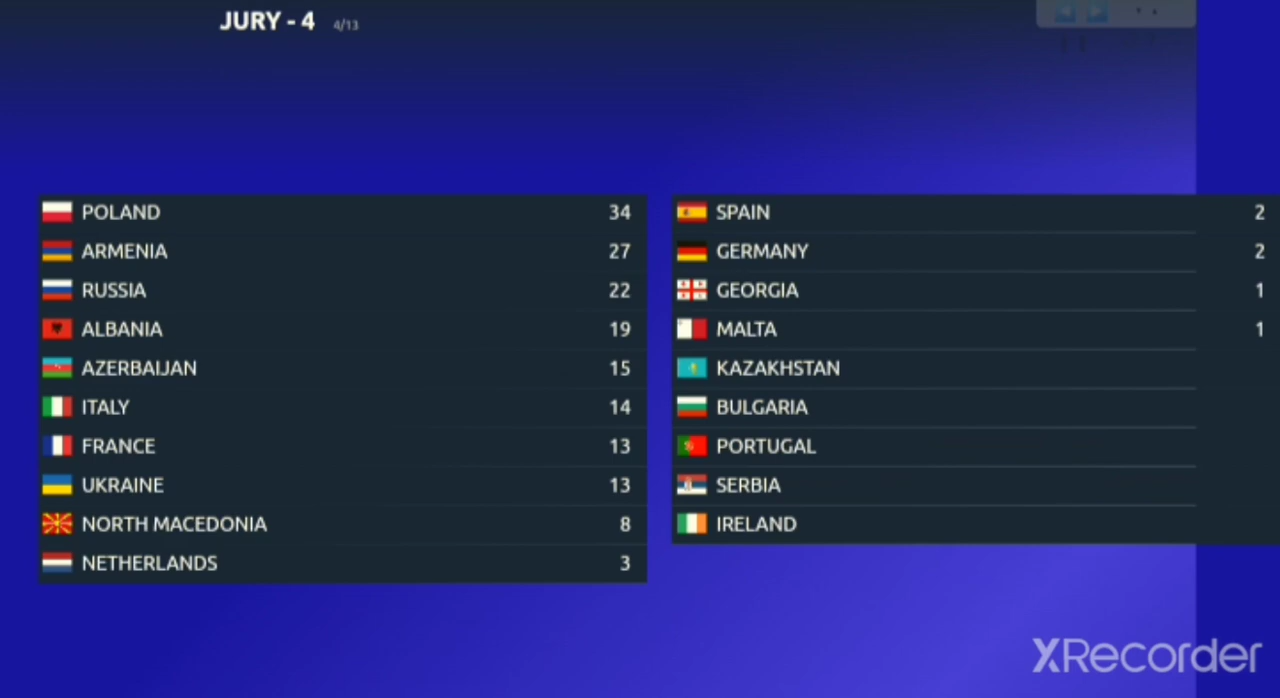 JURY - 4 4/13
POLAND 34
ARMENIA 27
RUSSIA 22
ALBANIA 19
AZERBAIJAN 15
ITALY 14
FRANCE 13
UKRAINE 13
NORTH MACEDONIA 8
NETHERLANDS 3
SPAIN 2
GERMANY 2
GEORGIA 1
MALTA 1
KAZAKHSTAN
BULGARIA
PORTUGAL
SERBIA
IRELAND
XRecorder